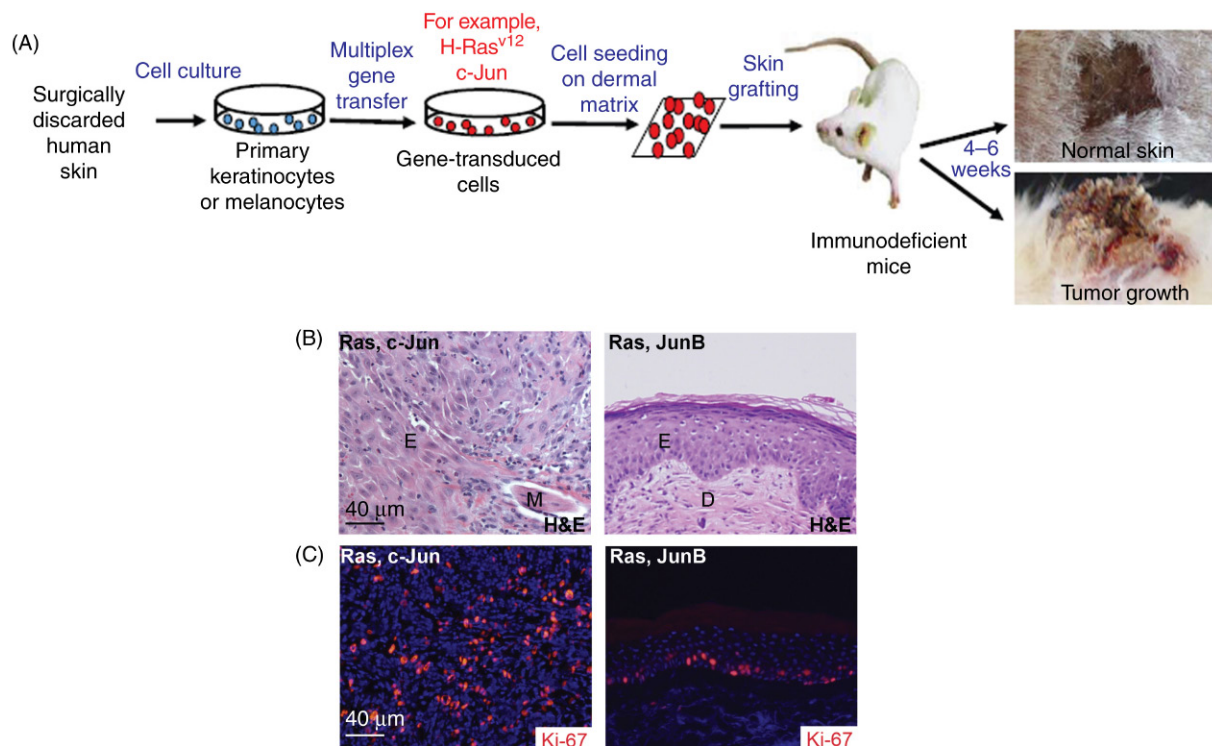 (A)
Surgically
discarded
human
skin
Cell culture
Primary
keratinocytes
or melanocytes
Multiplex
gene
transfer
For example,
H-Rasᵛ¹²
c-Jun
Gene-transduced
cells
Cell seeding
on dermal
matrix
Skin
grafting
Immunodeficient
mice
4–6
weeks
Normal skin
Tumor growth
(B)
Ras, c-Jun
E
M
40 μm
H&E
Ras, JunB
E
D
H&E
(C)
Ras, c-Jun
40 μm
Ki-67
Ras, JunB
Ki-67